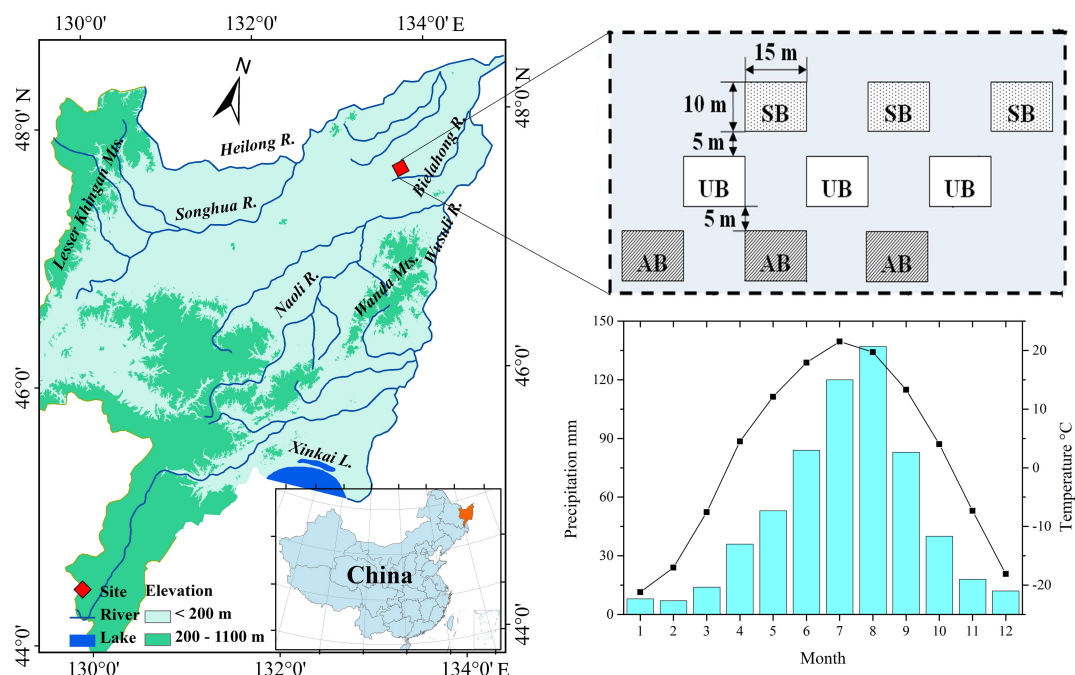 130°0'
132°0'
134°0' E
48°0' N
46°0'
44°0'
N
Heilong R.
Bielahong R.
Lesser Khingan Mts.
Songhua R.
Wusuli R.
Naoli R.
Wanda Mts.
Xinkai L.
China
Site
Elevation
River
< 200 m
Lake
200 - 1100 m
48°0' N
46°0'
44°0'
130°0'
132°0'
134°0' E
15 m
10 m
SB
SB
SB
5 m
UB
UB
UB
5 m
AB
AB
AB
150
120
90
60
30
0
Precipitation mm
20
10
0
-10
-20
Temperature °C
1 2 3 4 5 6 7 8 9 10 11 12
Month